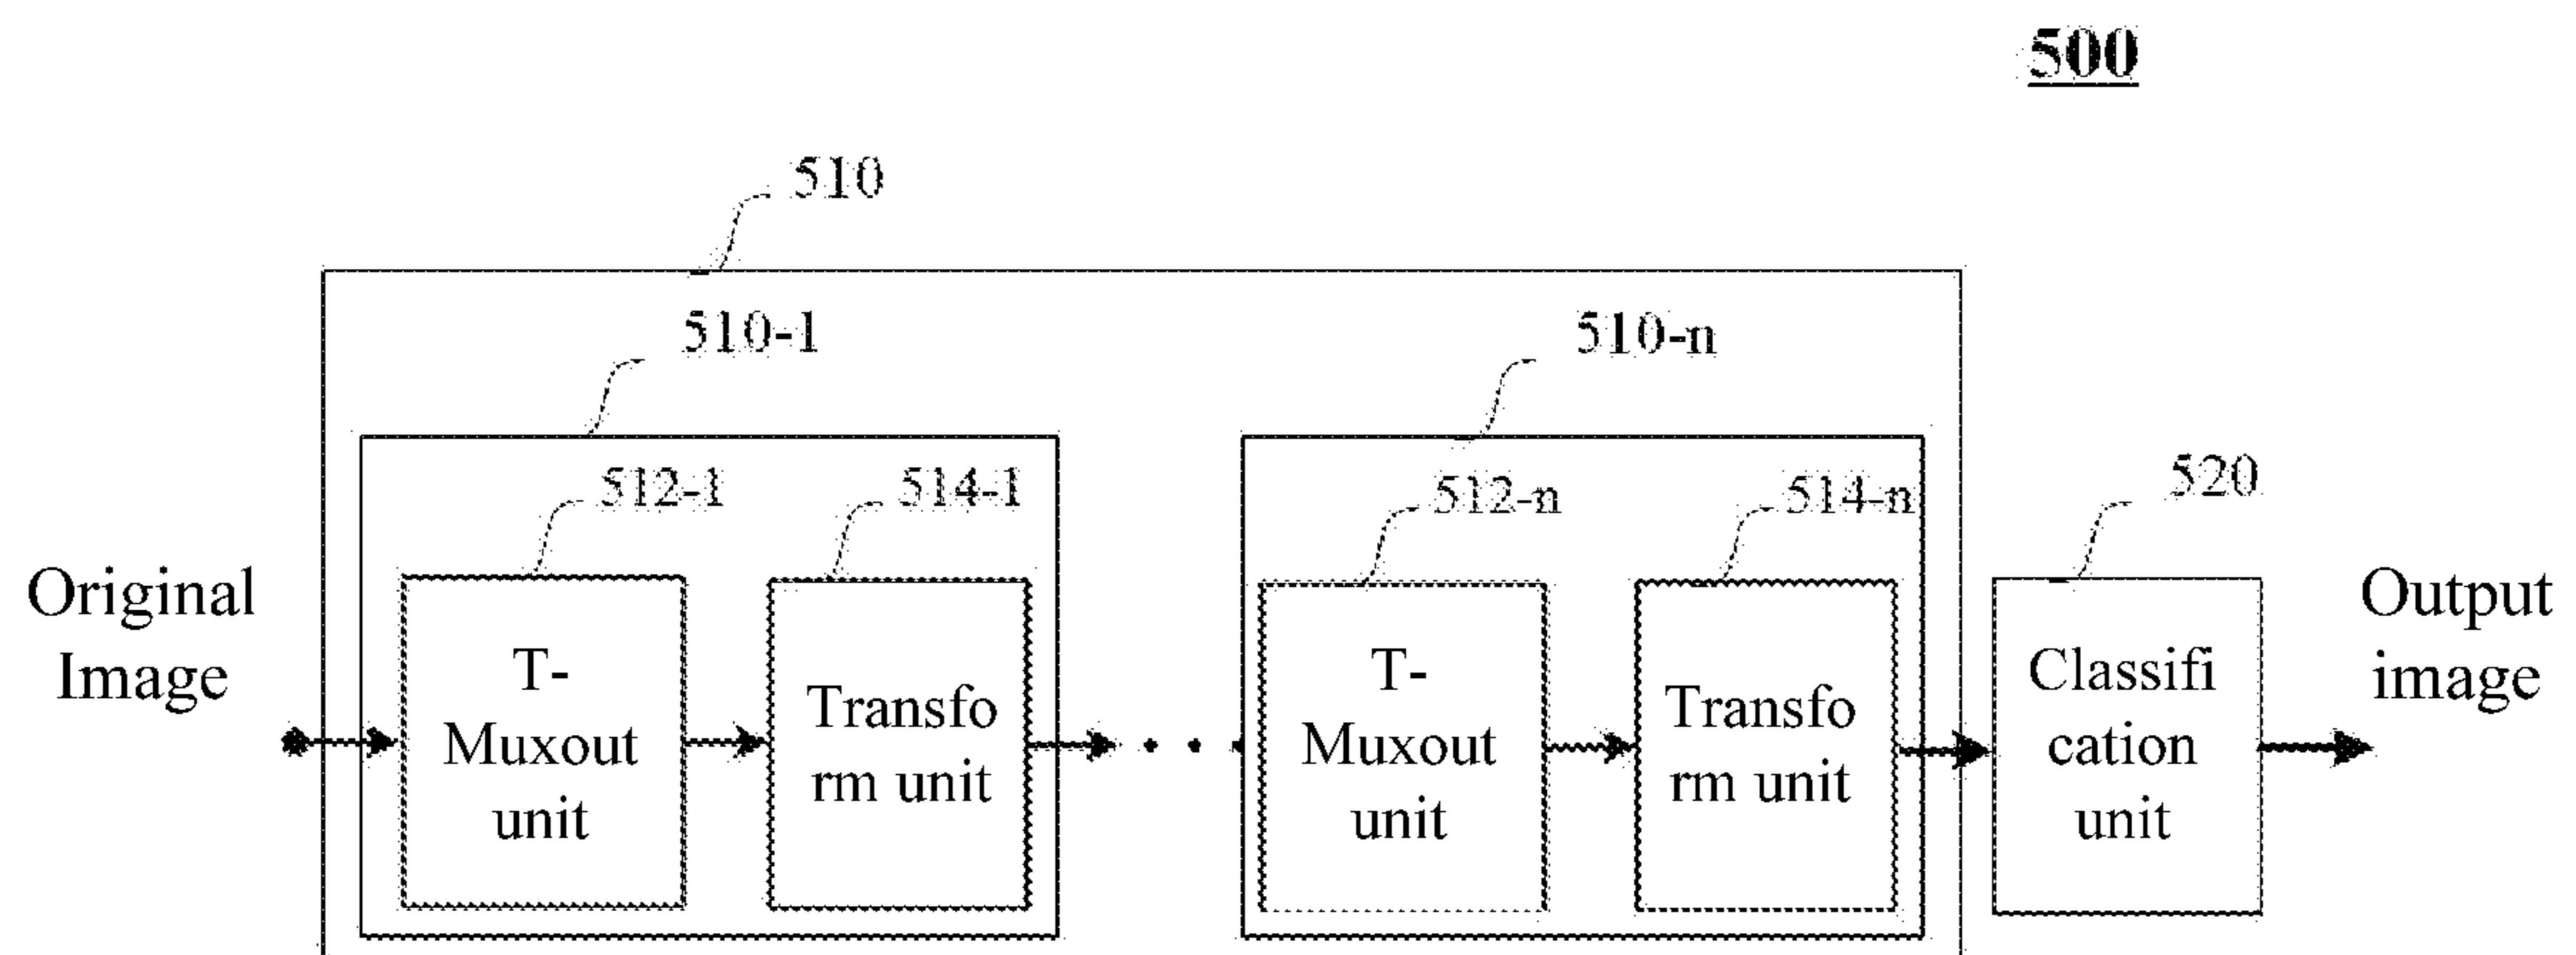 500
510
510-1
510-n
512-1
514-1
512-n
514-n
520
Original
Image
T-
Muxout
unit
Transfo
rm unit
T-
Muxout
unit
Transfo
rm unit
Classifi
cation
unit
Output
image